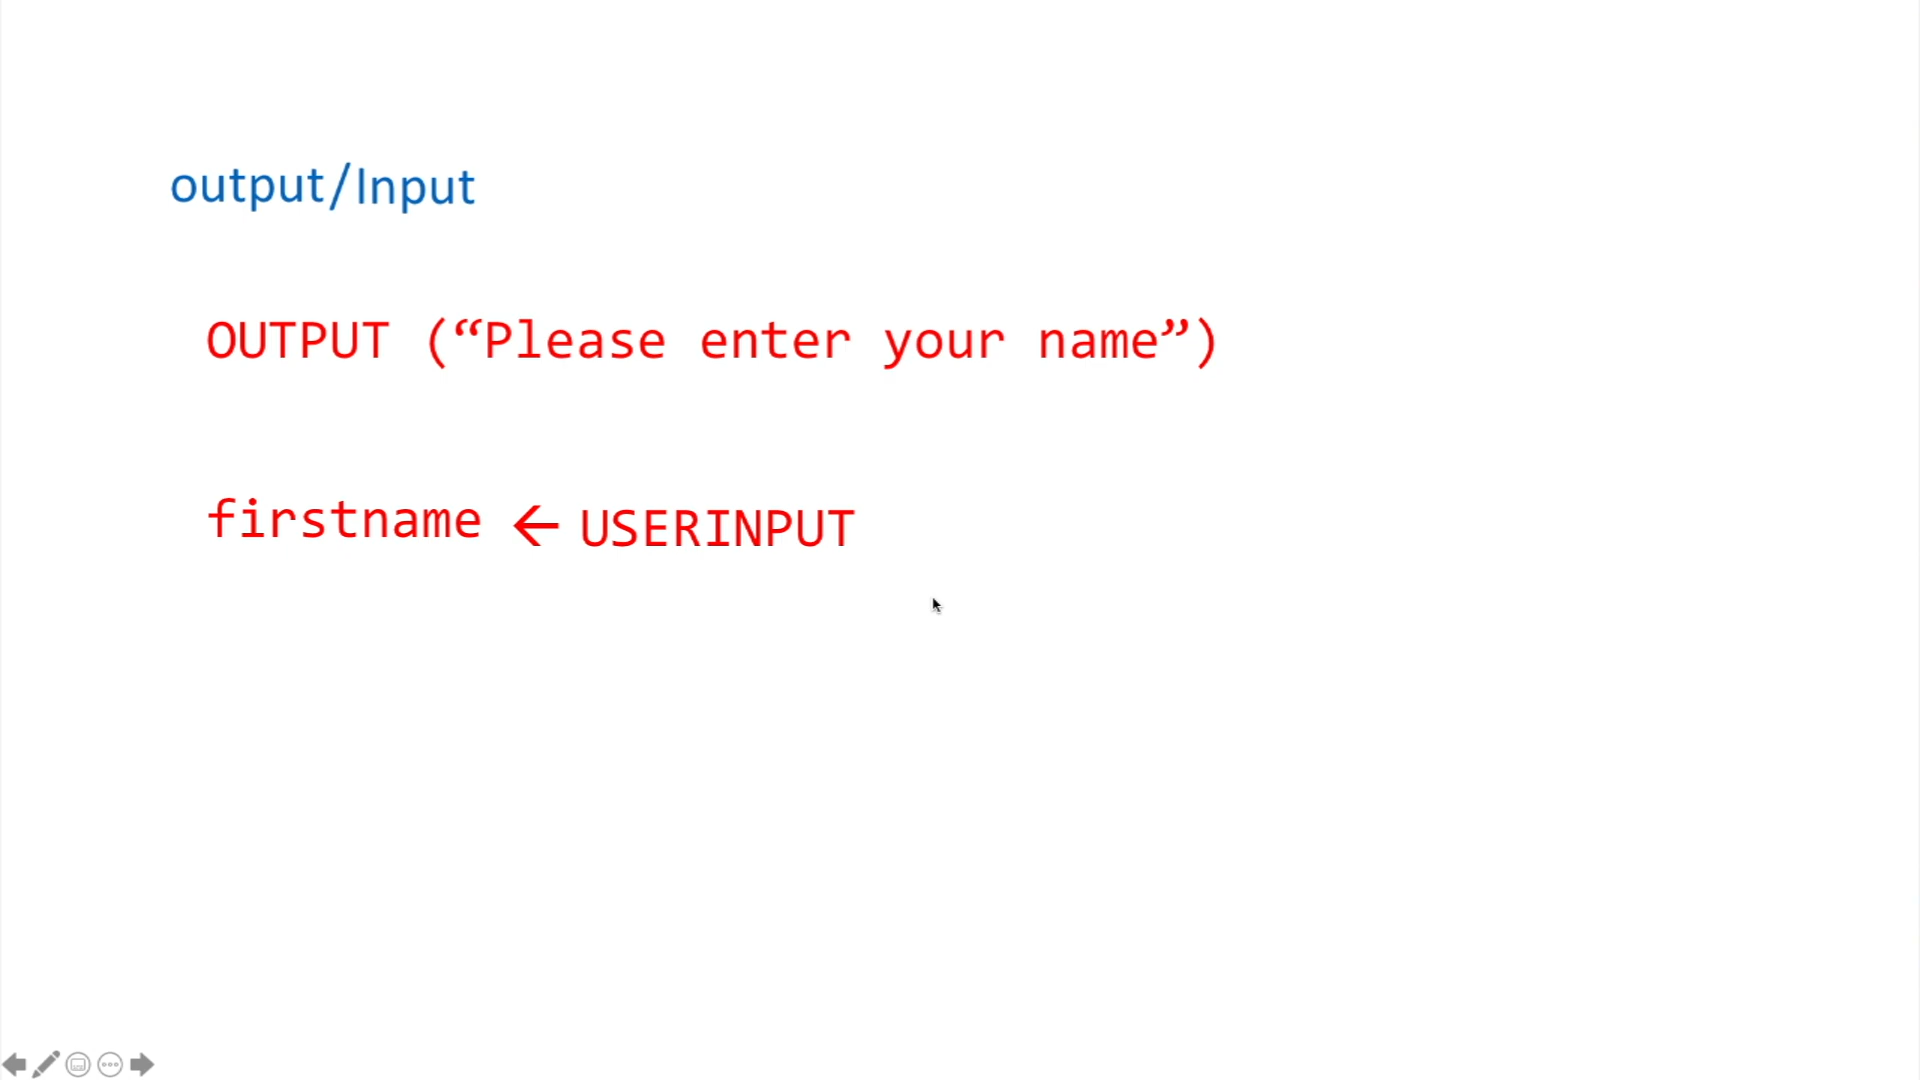 output/Input
OUTPUT (“Please enter your name”)
firstname ← USERINPUT